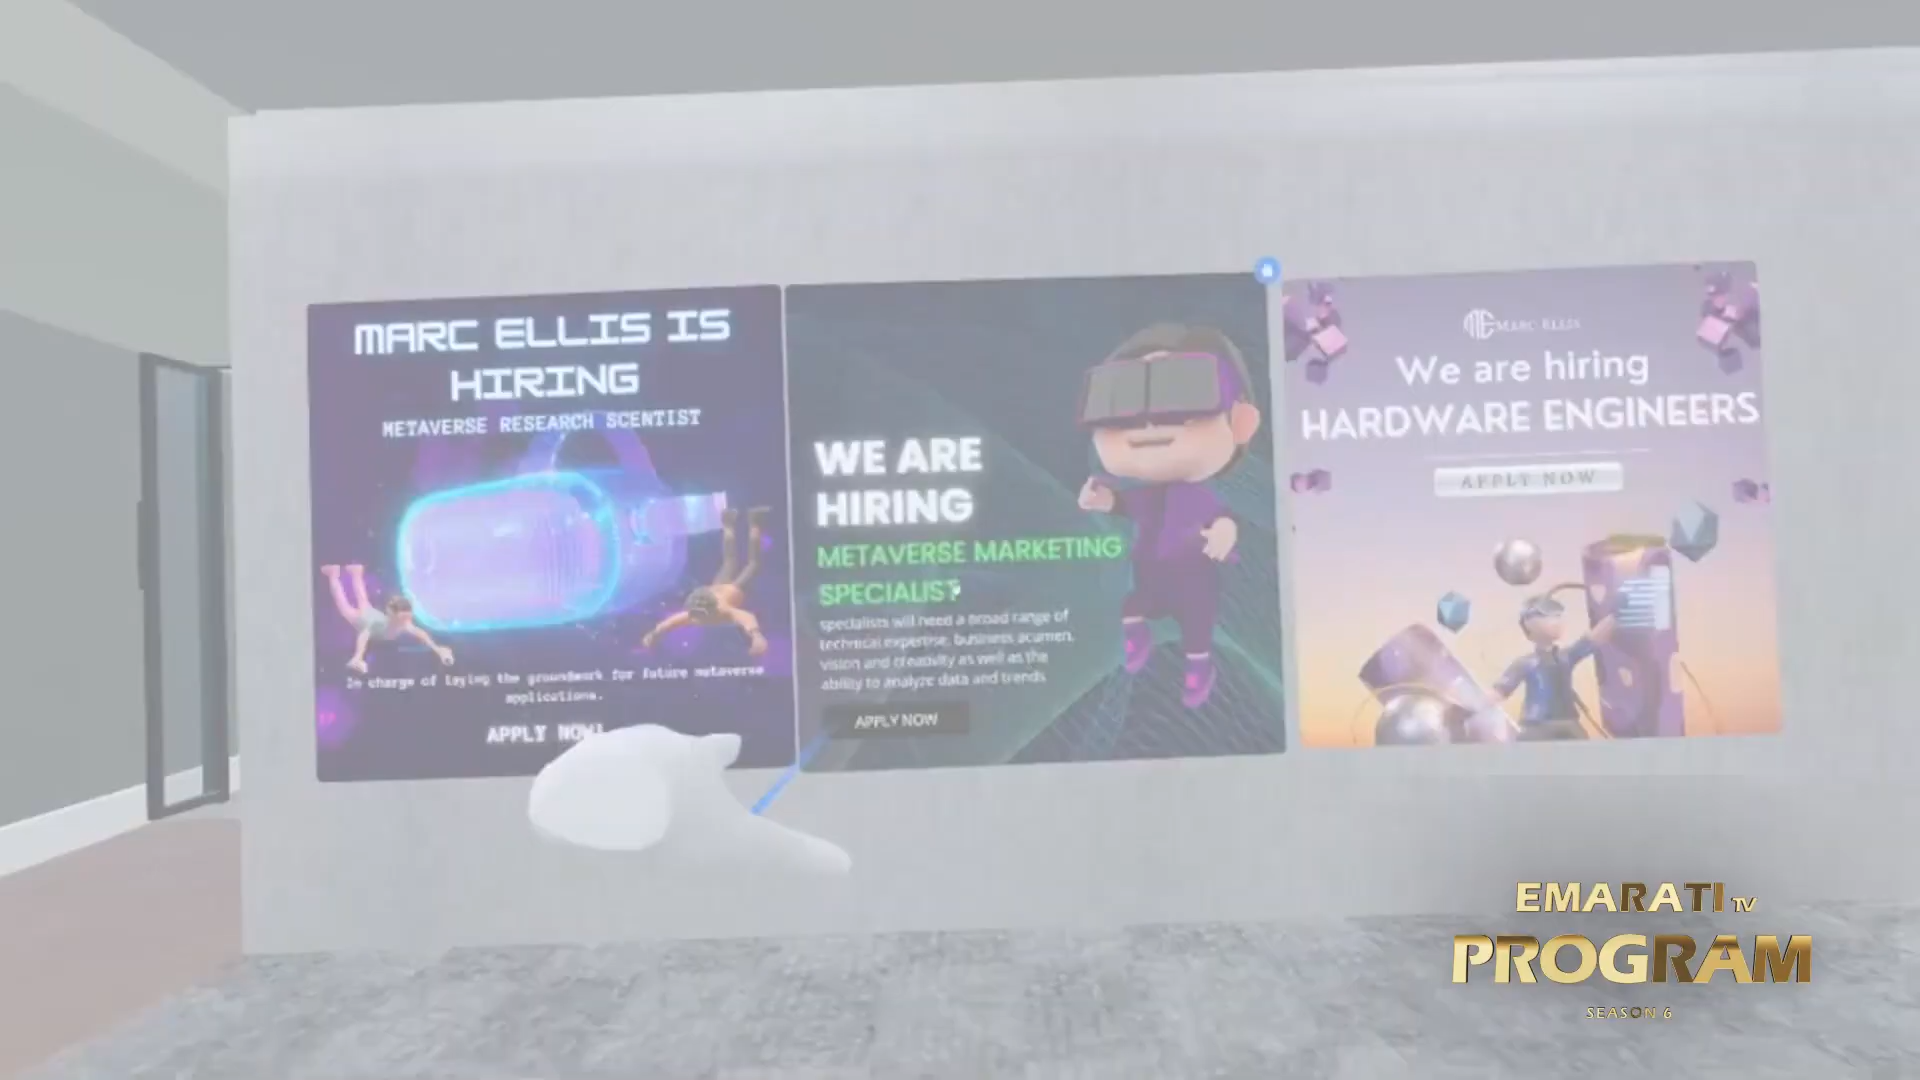 MARC ELLIS IS
HIRING
METAVERSE RESEARCH SCENTIST
In charge of laying the groundwork for future metaverse
applications.
APPLY NOW!
WE ARE
HIRING
METAVERSE MARKETING
SPECIALIST
specialists will need a broad range of
technical expertise, business acumen,
vision and creativity as well as the
ability to analyze data and trends
APPLY NOW
ME MARC ELLIS
We are hiring
HARDWARE ENGINEERS
APPLY NOW
EMARATI TV
PROGRAM
SEASON 6